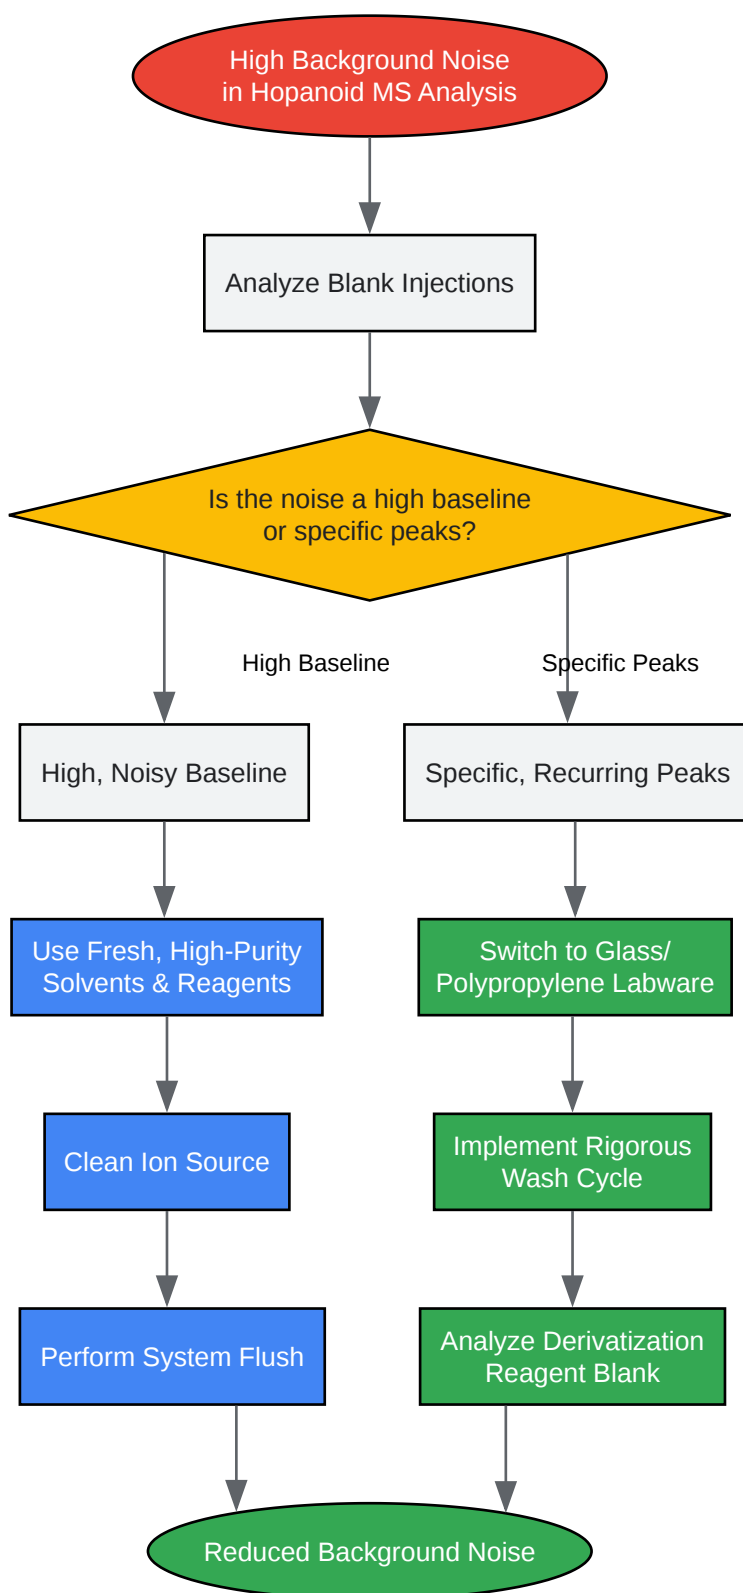 High Background Noise
in Hopanoid MS Analysis
Analyze Blank Injections
Is the noise a high baseline
or specific peaks?
High Baseline
Specific Peaks
High, Noisy Baseline
Specific, Recurring Peaks
Use Fresh, High-Purity
Solvents & Reagents
Switch to Glass/
Polypropylene Labware
Clean Ion Source
Implement Rigorous
Wash Cycle
Perform System Flush
Analyze Derivatization
Reagent Blank
Reduced Background Noise